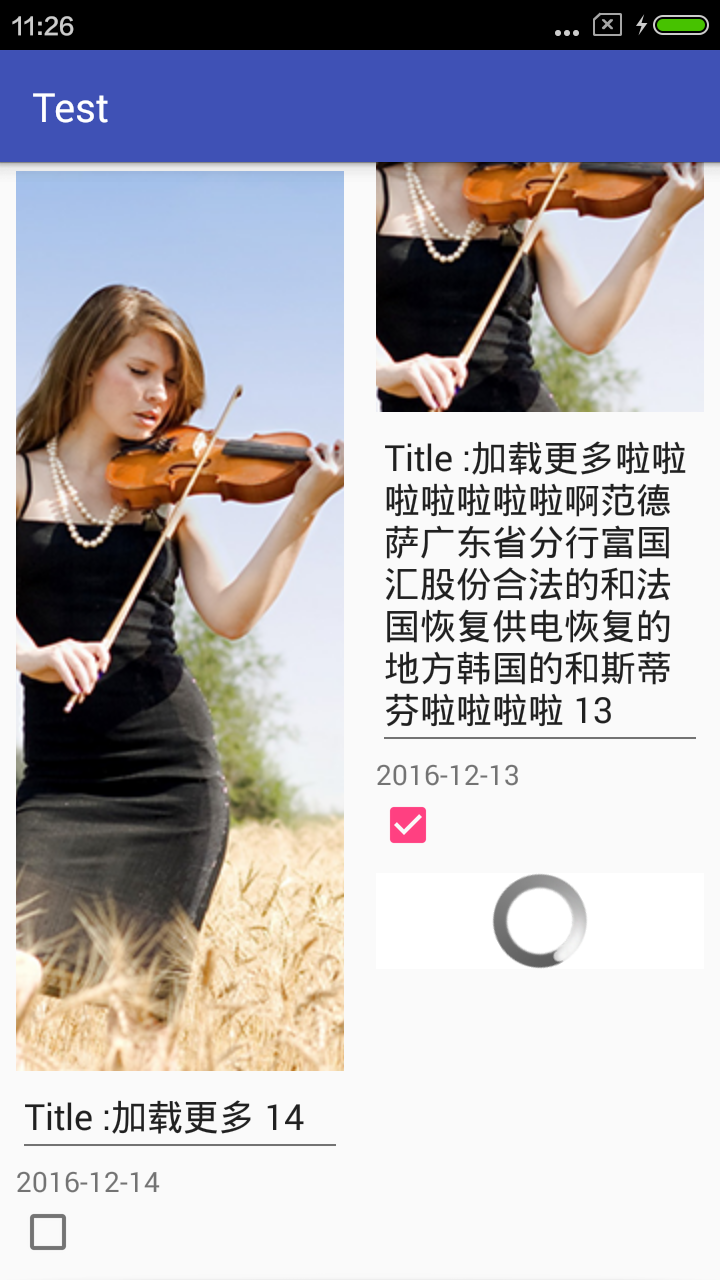 11:26
Test
Title :加载更多啦啦
啦啦啦啦啦啊范德
萨广东省分行富国
汇股份合法的和法
国恢复供电恢复的
地方韩国的和斯蒂
芬啦啦啦啦 13
2016-12-13
Title :加载更多 14
2016-12-14